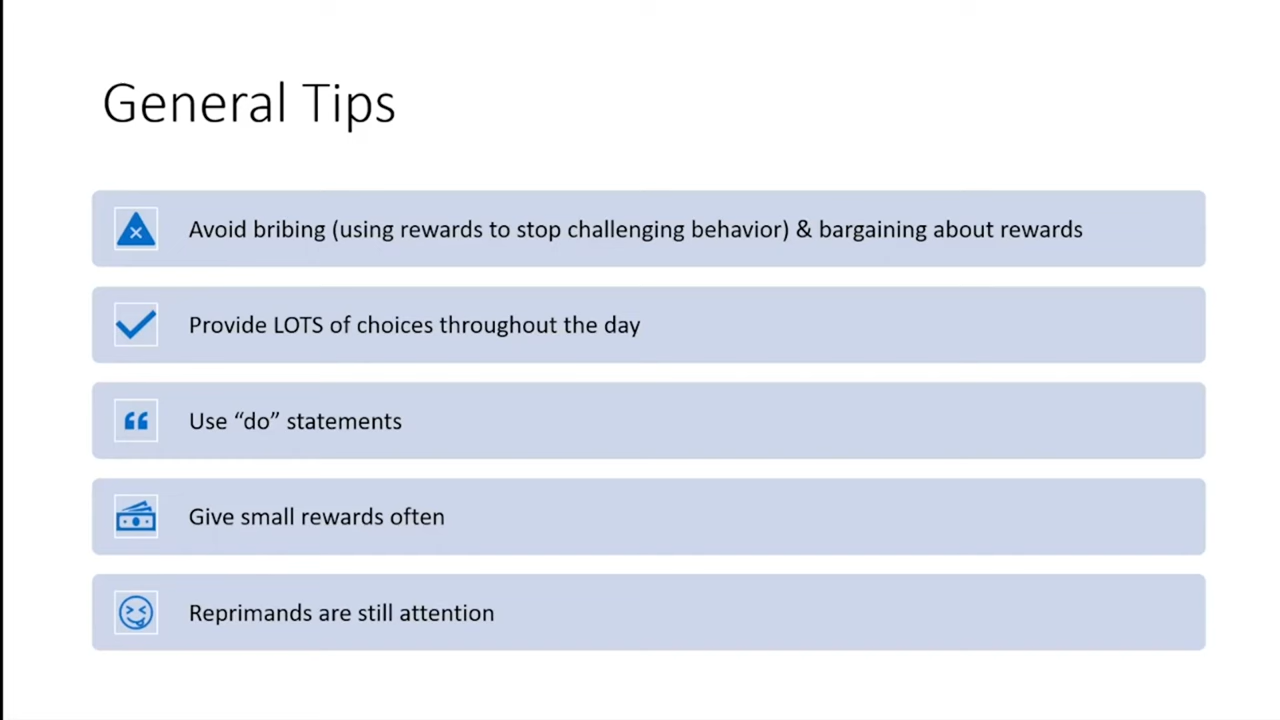 General Tips
Avoid bribing (using rewards to stop challenging behavior) & bargaining about rewards
Provide LOTS of choices throughout the day
Use “do” statements
Give small rewards often
Reprimands are still attention